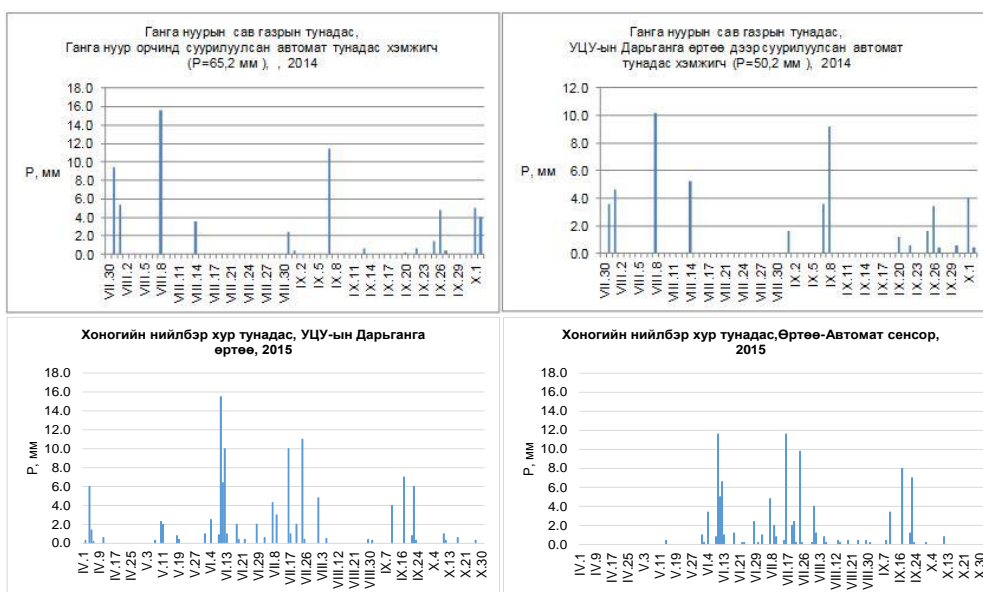 Ганга нуурын сав газрын тунадас,
Ганга нуур орчинд суурилуулсан автомат тунадас хэмжигч
(P=65,2 мм ), , 2014
18.0
16.0
14.0
12.0
10.0
8.0
6.0
4.0
2.0
0.0
P, мм
VII.30
VIII.2
VIII.5
VIII.8
VIII.11
VIII.14
VIII.17
VIII.21
VIII.24
VIII.27
VIII.30
IX.2
IX.5
IX.8
IX.11
IX.14
IX.17
IX.20
IX.23
IX.26
IX.29
X.1
Ганга нуурын сав газрын тунадас,
УЦУ-ын Дарьганга өртөө дээр суурилуулсан автомат
тунадас хэмжигч (P=50,2 мм ), 2014
12.0
10.0
8.0
6.0
4.0
2.0
0.0
P, мм
VII.30
VIII.2
VIII.5
VIII.8
VIII.11
VIII.14
VIII.17
VIII.21
VIII.24
VIII.27
VIII.30
IX.2
IX.5
IX.8
IX.11
IX.14
IX.17
IX.20
IX.23
IX.26
IX.29
X.1
Хоногийн нийлбэр хур тунадас, УЦУ-ын Дарьганга
өртөө, 2015
18.0
16.0
14.0
12.0
10.0
8.0
6.0
4.0
2.0
0.0
P, мм
IV.1
IV.9
IV.17
IV.25
V.3
V.11
V.19
V.27
VI.4
VI.13
VI.21
VI.29
VII.8
VII.17
VII.26
VIII.3
VIII.12
VIII.21
VIII.30
IX.7
IX.16
IX.24
X.4
X.13
X.21
X.30
Хоногийн нийлбэр хур тунадас,Өртөө-Автомат сенсор,
2015
18.0
16.0
14.0
12.0
10.0
8.0
6.0
4.0
2.0
0.0
P, мм
IV.1
IV.9
IV.17
IV.25
V.3
V.11
V.19
V.27
VI.4
VI.13
VI.21
VI.29
VII.8
VII.17
VII.26
VIII.3
VIII.12
VIII.21
VIII.30
IX.7
IX.16
IX.24
X.4
X.13
X.21
X.30